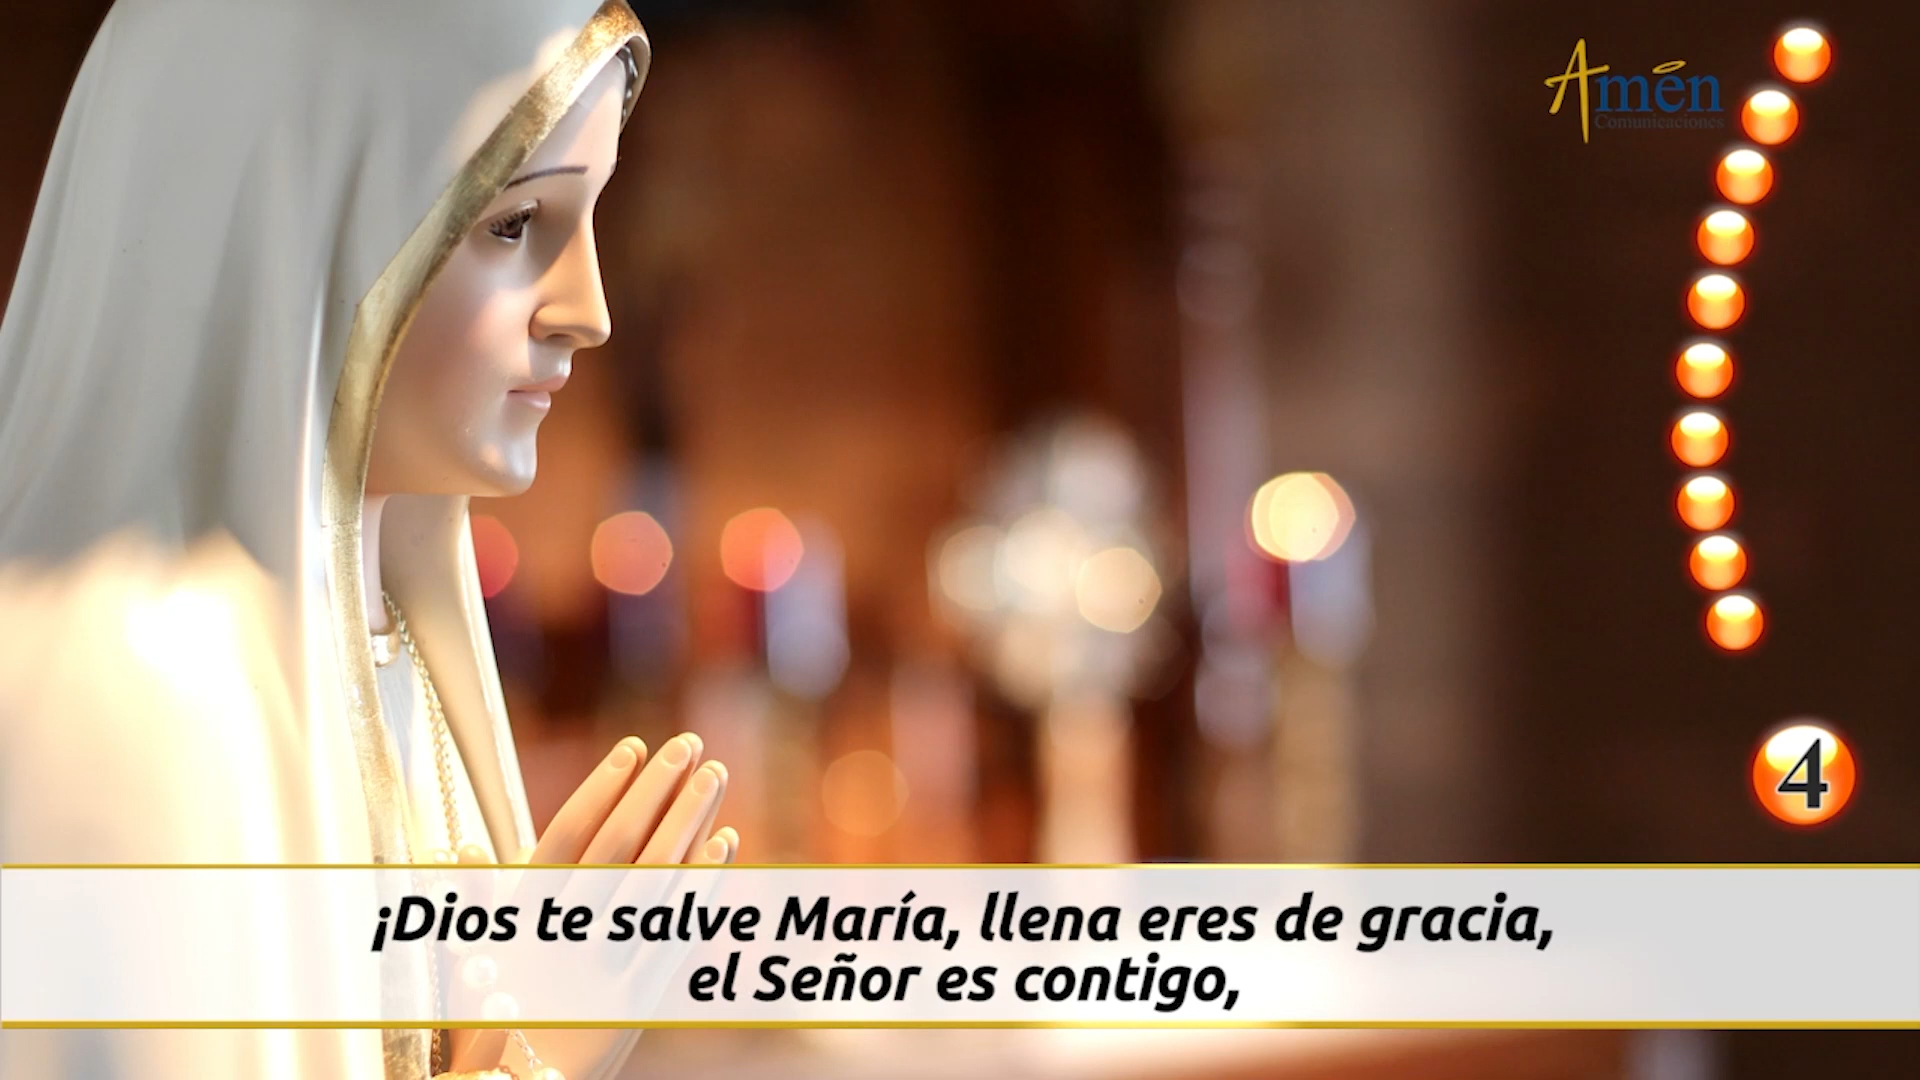 Amén
Comunicaciones
4
¡Dios te salve María, llena eres de gracia,
el Señor es contigo,